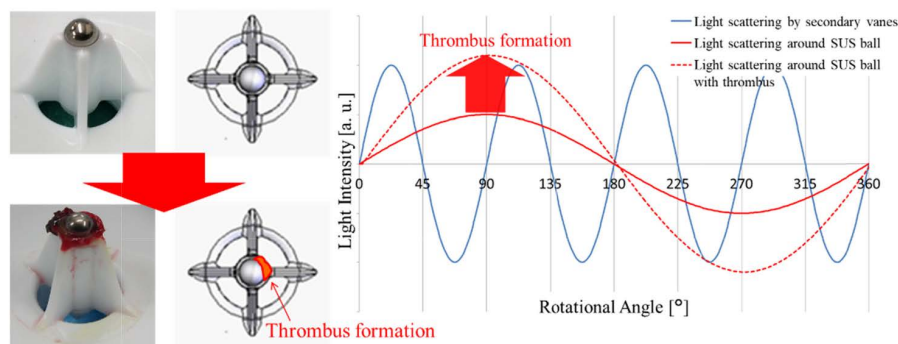 Thrombus formation
Light scattering by secondary vanes
Light scattering around SUS ball
Light scattering around SUS ball
with thrombus
Light Intensity [a. u.]
0 45 90 135 180 225 270 315 360
Rotational Angle [°]
Thrombus formation